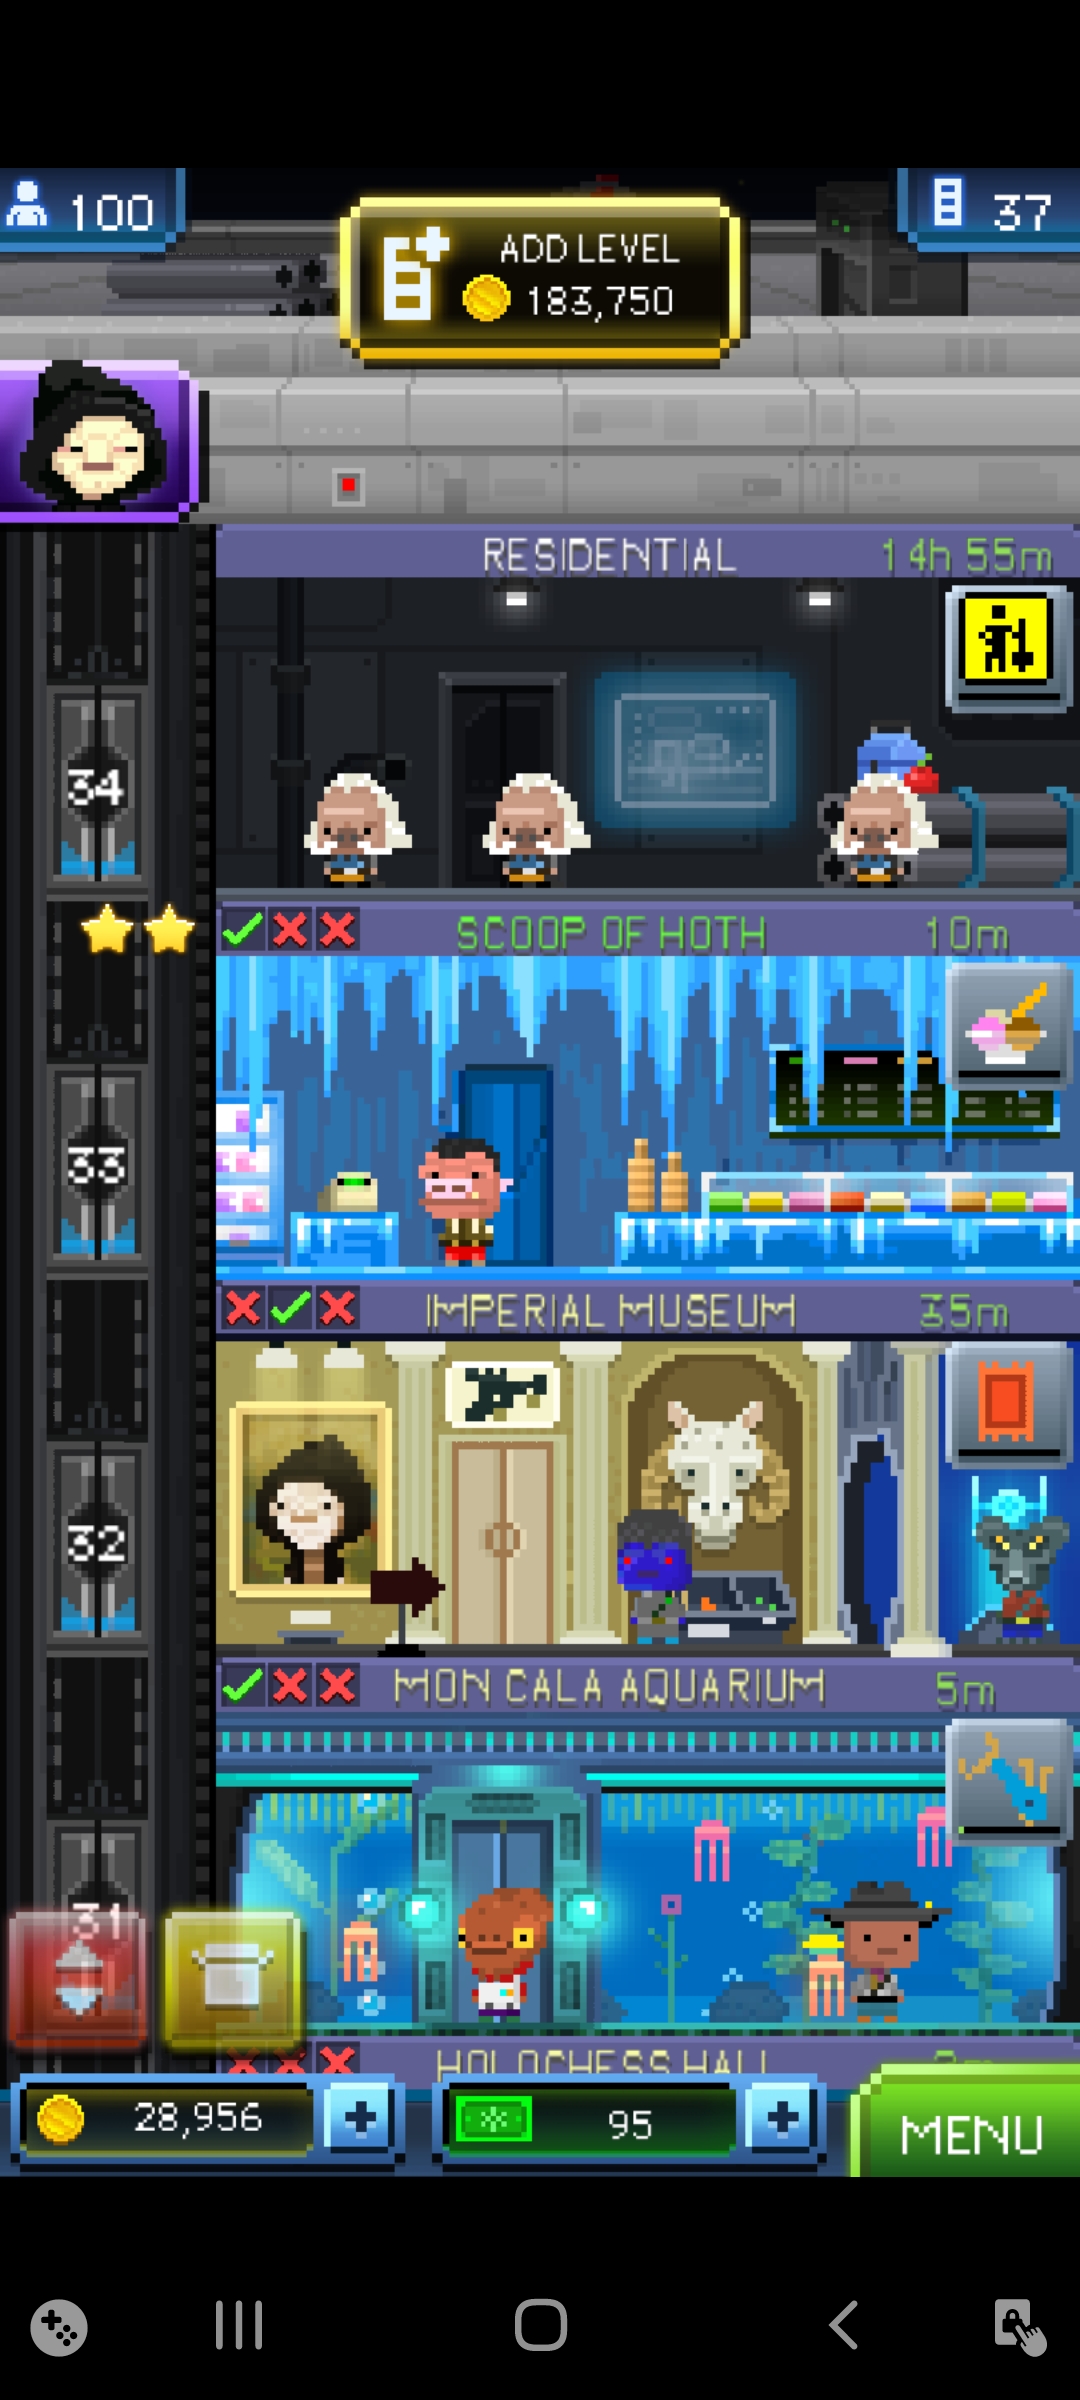 100
ADD LEVEL
183,750
37
RESIDENTIAL 14h 55m
34
SCOOP OF HOTH 10m
33
IMPERIAL MUSEUM 35m
32
MON CALA AQUARIUM 5m
31
HOLOCHESS HALL
28,956
95
MENU